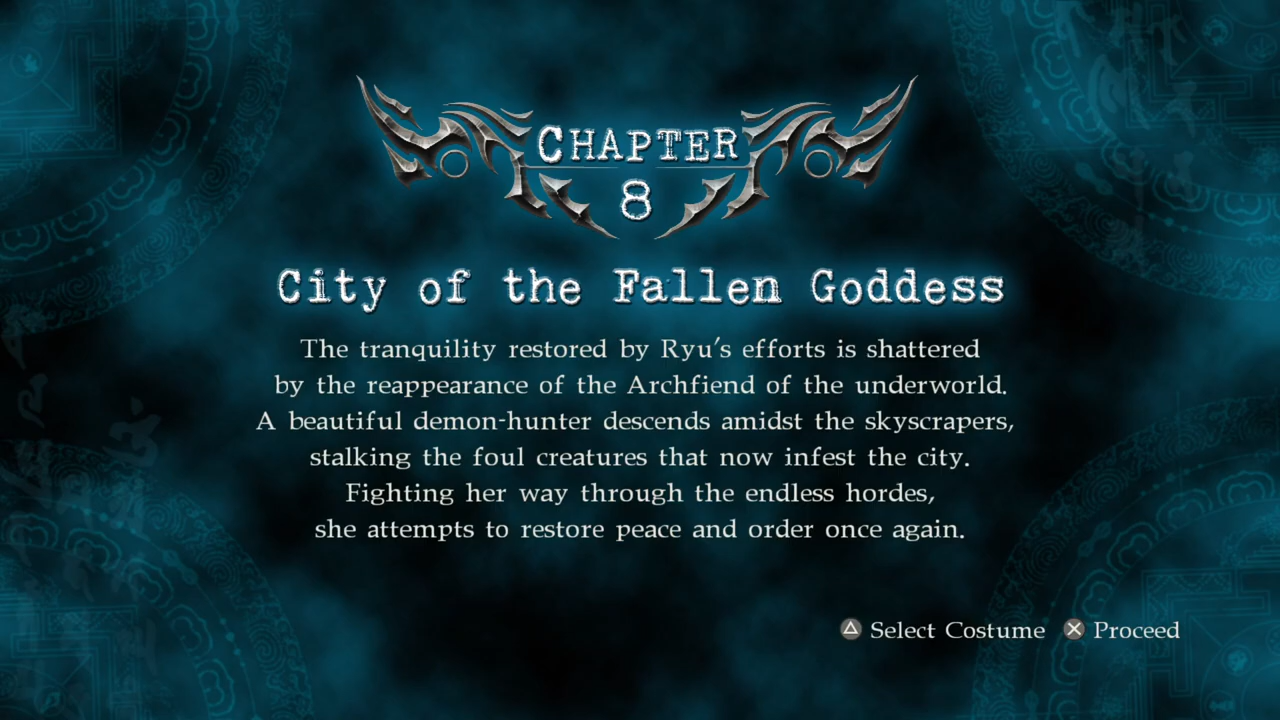 CHAPTER
8
City of the Fallen Goddess
The tranquility restored by Ryu's efforts is shattered
by the reappearance of the Archfiend of the underworld.
A beautiful demon-hunter descends amidst the skyscrapers,
stalking the foul creatures that now infest the city.
Fighting her way through the endless hordes,
she attempts to restore peace and order once again.
Select Costume Proceed